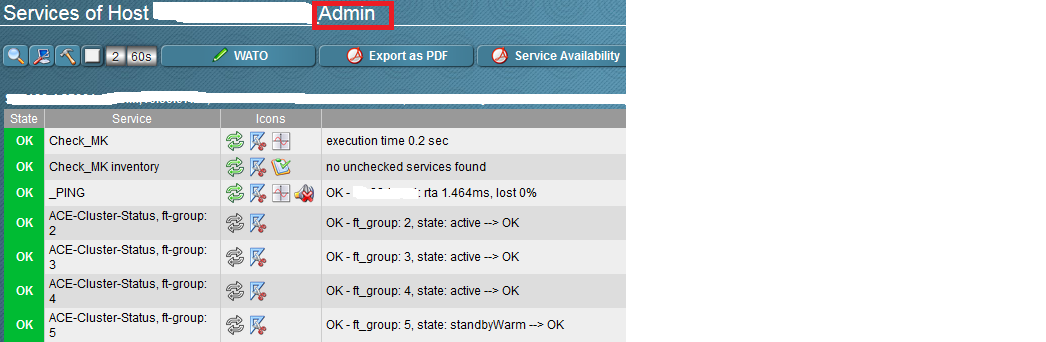 Services of Host Admin
2 60s WATO Export as PDF Service Availability
State Service Icons
OK Check_MK execution time 0.2 sec
OK Check_MK inventory no unchecked services found
OK _PING OK - : rta 1.464ms, lost 0%
OK ACE-Cluster-Status, ft-group: OK - ft_group: 2, state: active --> OK
2
OK ACE-Cluster-Status, ft-group: OK - ft_group: 3, state: active --> OK
3
OK ACE-Cluster-Status, ft-group: OK - ft_group: 4, state: active --> OK
4
OK ACE-Cluster-Status, ft-group: OK - ft_group: 5, state: standbyWarm --> OK
5